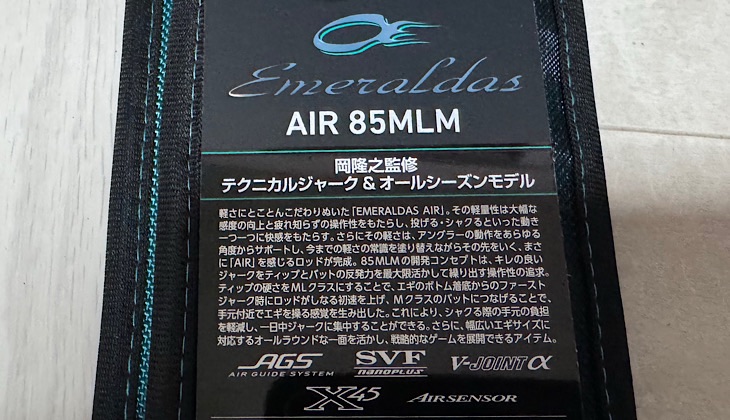 Emeraldas
AIR 85MLM
岡隆之監修
テクニカルジャーク&オールシーズンモデル
軽さにとことんこだわりぬいた「EMERALDAS AIR」。その軽量性は大幅な
感度の向上と疲れ知らずの操作性をもたらし、投げる・シャクるといった動き
一つ一つに快感をもたらす。さらにその軽さは、アングラーの動作をあらゆる
角度からサポートし、今までの軽さの常識を塗り替えながらその先をいく、まさ
に「AIR」を感じるロッドが完成。85MLMの開発コンセプトは、キレの良い
ジャークをティップとバットの反発力を最大限活かして繰り出す操作性の追求。
ティップの硬さをMLクラスにすることで、エギのボトム着底からのファースト
ジャーク時にロッドがしなる初速を上げ、Mクラスのバットにつなげることで、
手元付近でエギを操る感覚を生み出した。これにより、シャクる際の手元の負担
を軽減し、一日中ジャークに集中することができる。さらに、幅広いエギサイズに
対応するオールラウンドな一面を活かし、戦略的なゲームを展開できるアイテム。
AGS SVF V-JOINT α
AIR GUIDE SYSTEM nanoplus
X45 AIRSENSOR